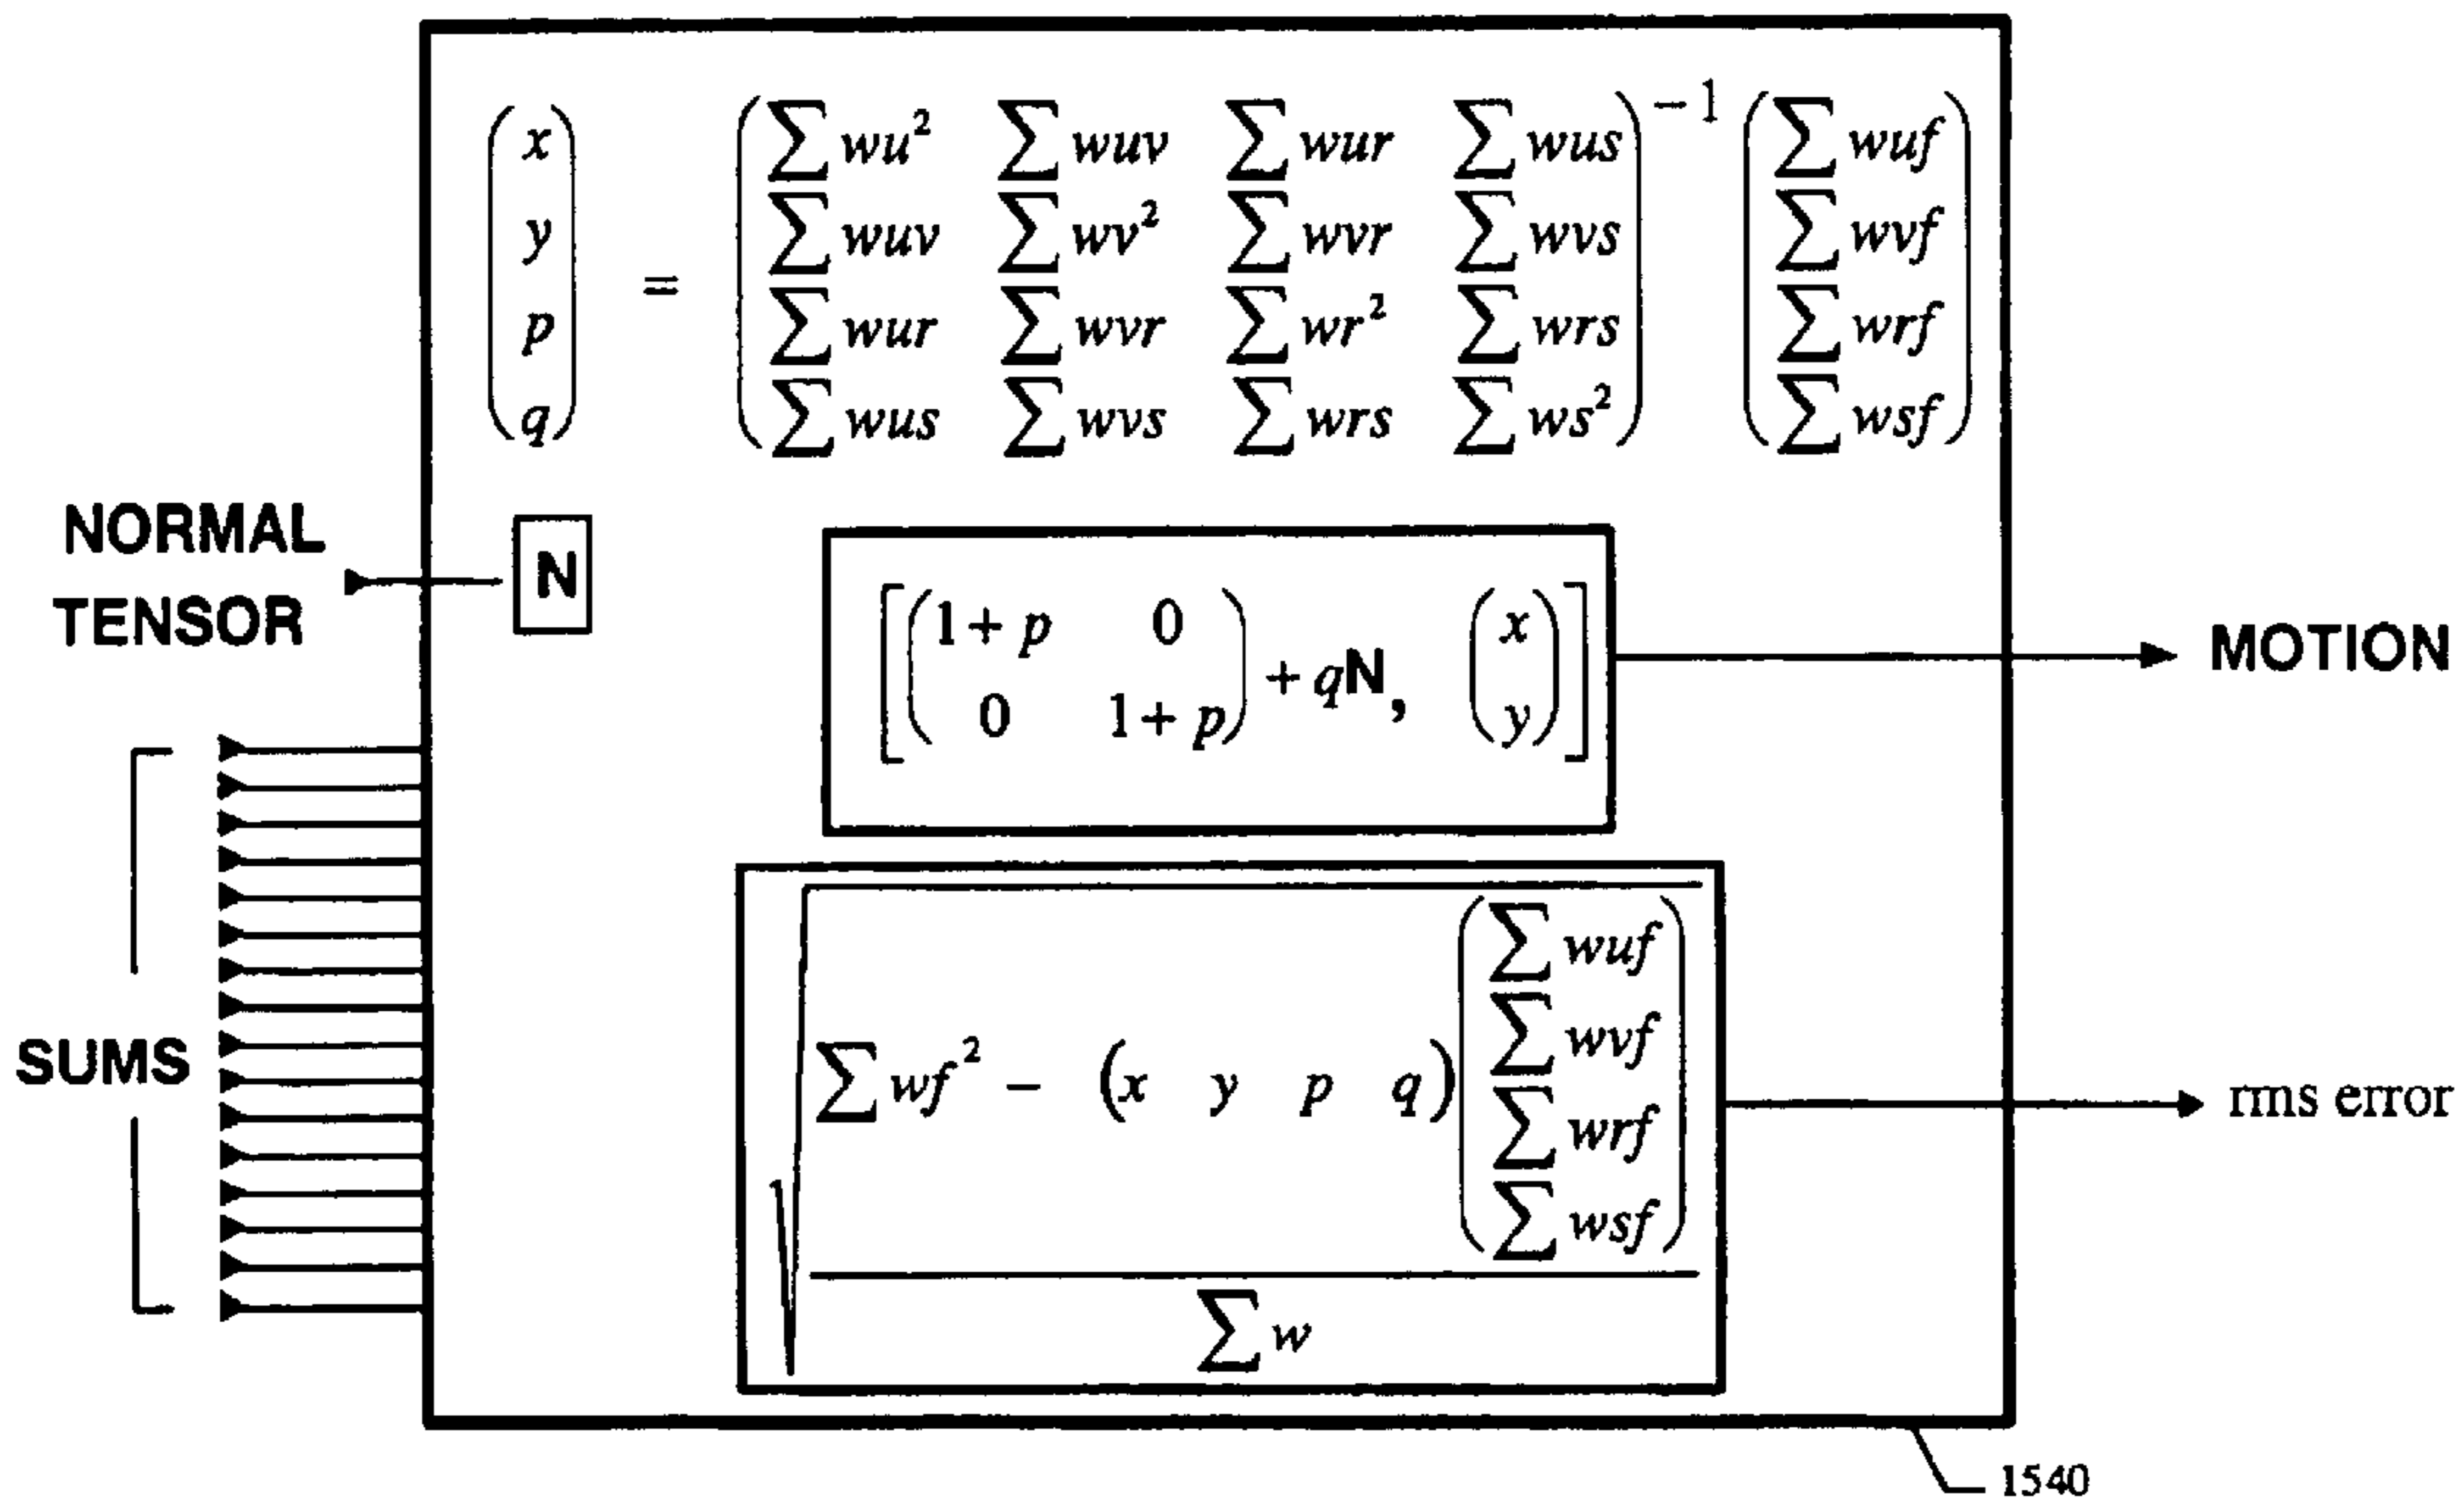 x = ∑wu² ∑wuv ∑wur ∑wus −1 ∑wuf
y ∑wuv ∑wv² ∑wvr ∑wvs ∑wvf
p ∑wur ∑wvr ∑wr² ∑wrs ∑wrf
q ∑wus ∑wvs ∑wrs ∑ws² ∑wsf
NORMAL
TENSOR
N
[(1+p 0
0 1+p) + qN, (x
y)]
MOTION
SUMS
√ ∑wf² − (x y p q) (∑wuf
∑wvf
∑wrf
∑wsf)
∑w
rms error
1540